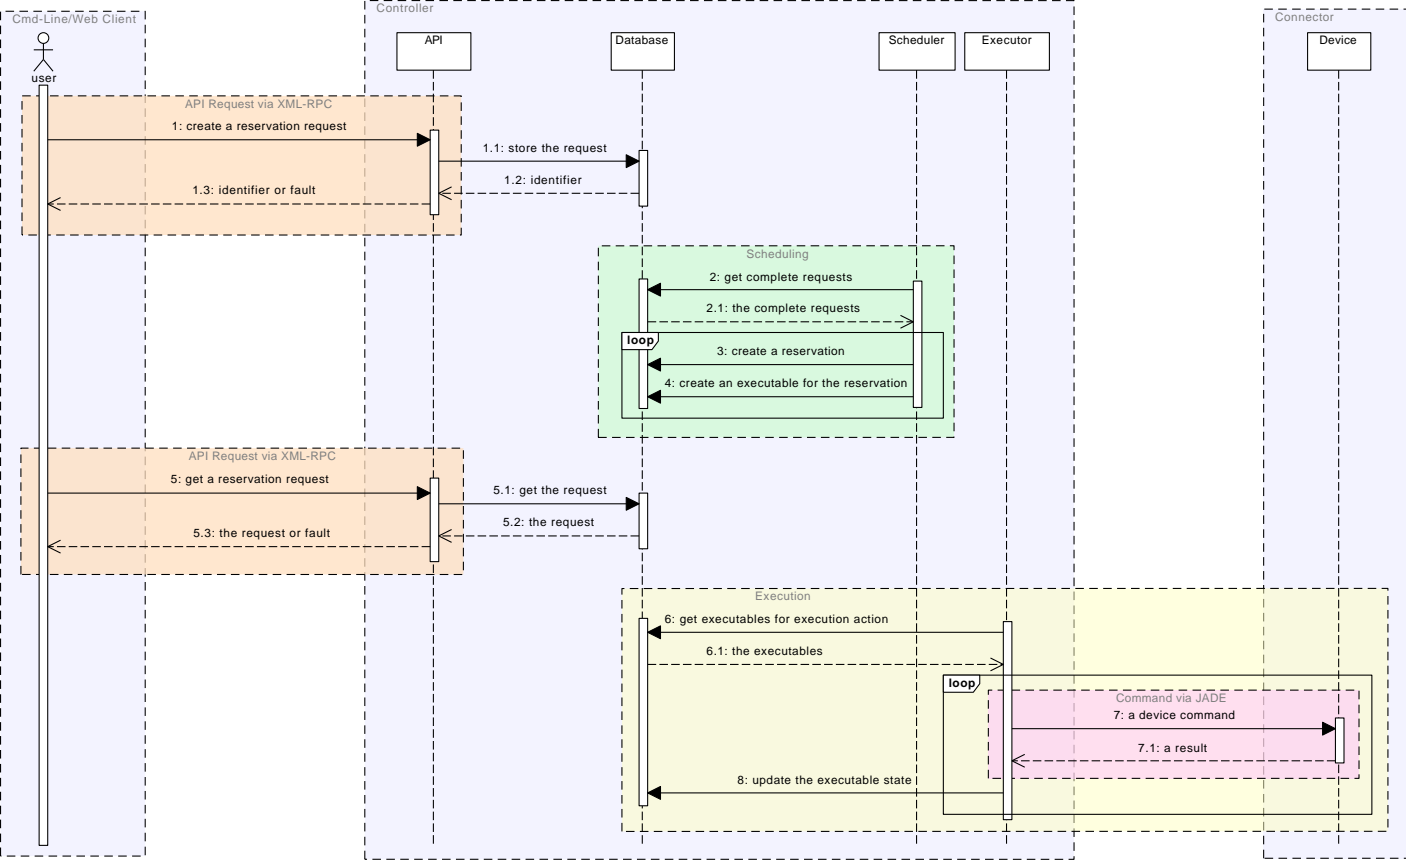 Cmd-Line/Web Client
Controller
Connector
user
API
Database
Scheduler
Executor
Device
API Request via XML-RPC
1: create a reservation request
1.1: store the request
1.2: identifier
1.3: identifier or fault
Scheduling
2: get complete requests
2.1: the complete requests
loop
3: create a reservation
4: create an executable for the reservation
API Request via XML-RPC
5: get a reservation request
5.1: get the request
5.2: the request
5.3: the request or fault
Execution
6: get executables for execution action
6.1: the executables
loop
Command via JADE
7: a device command
7.1: a result
8: update the executable state